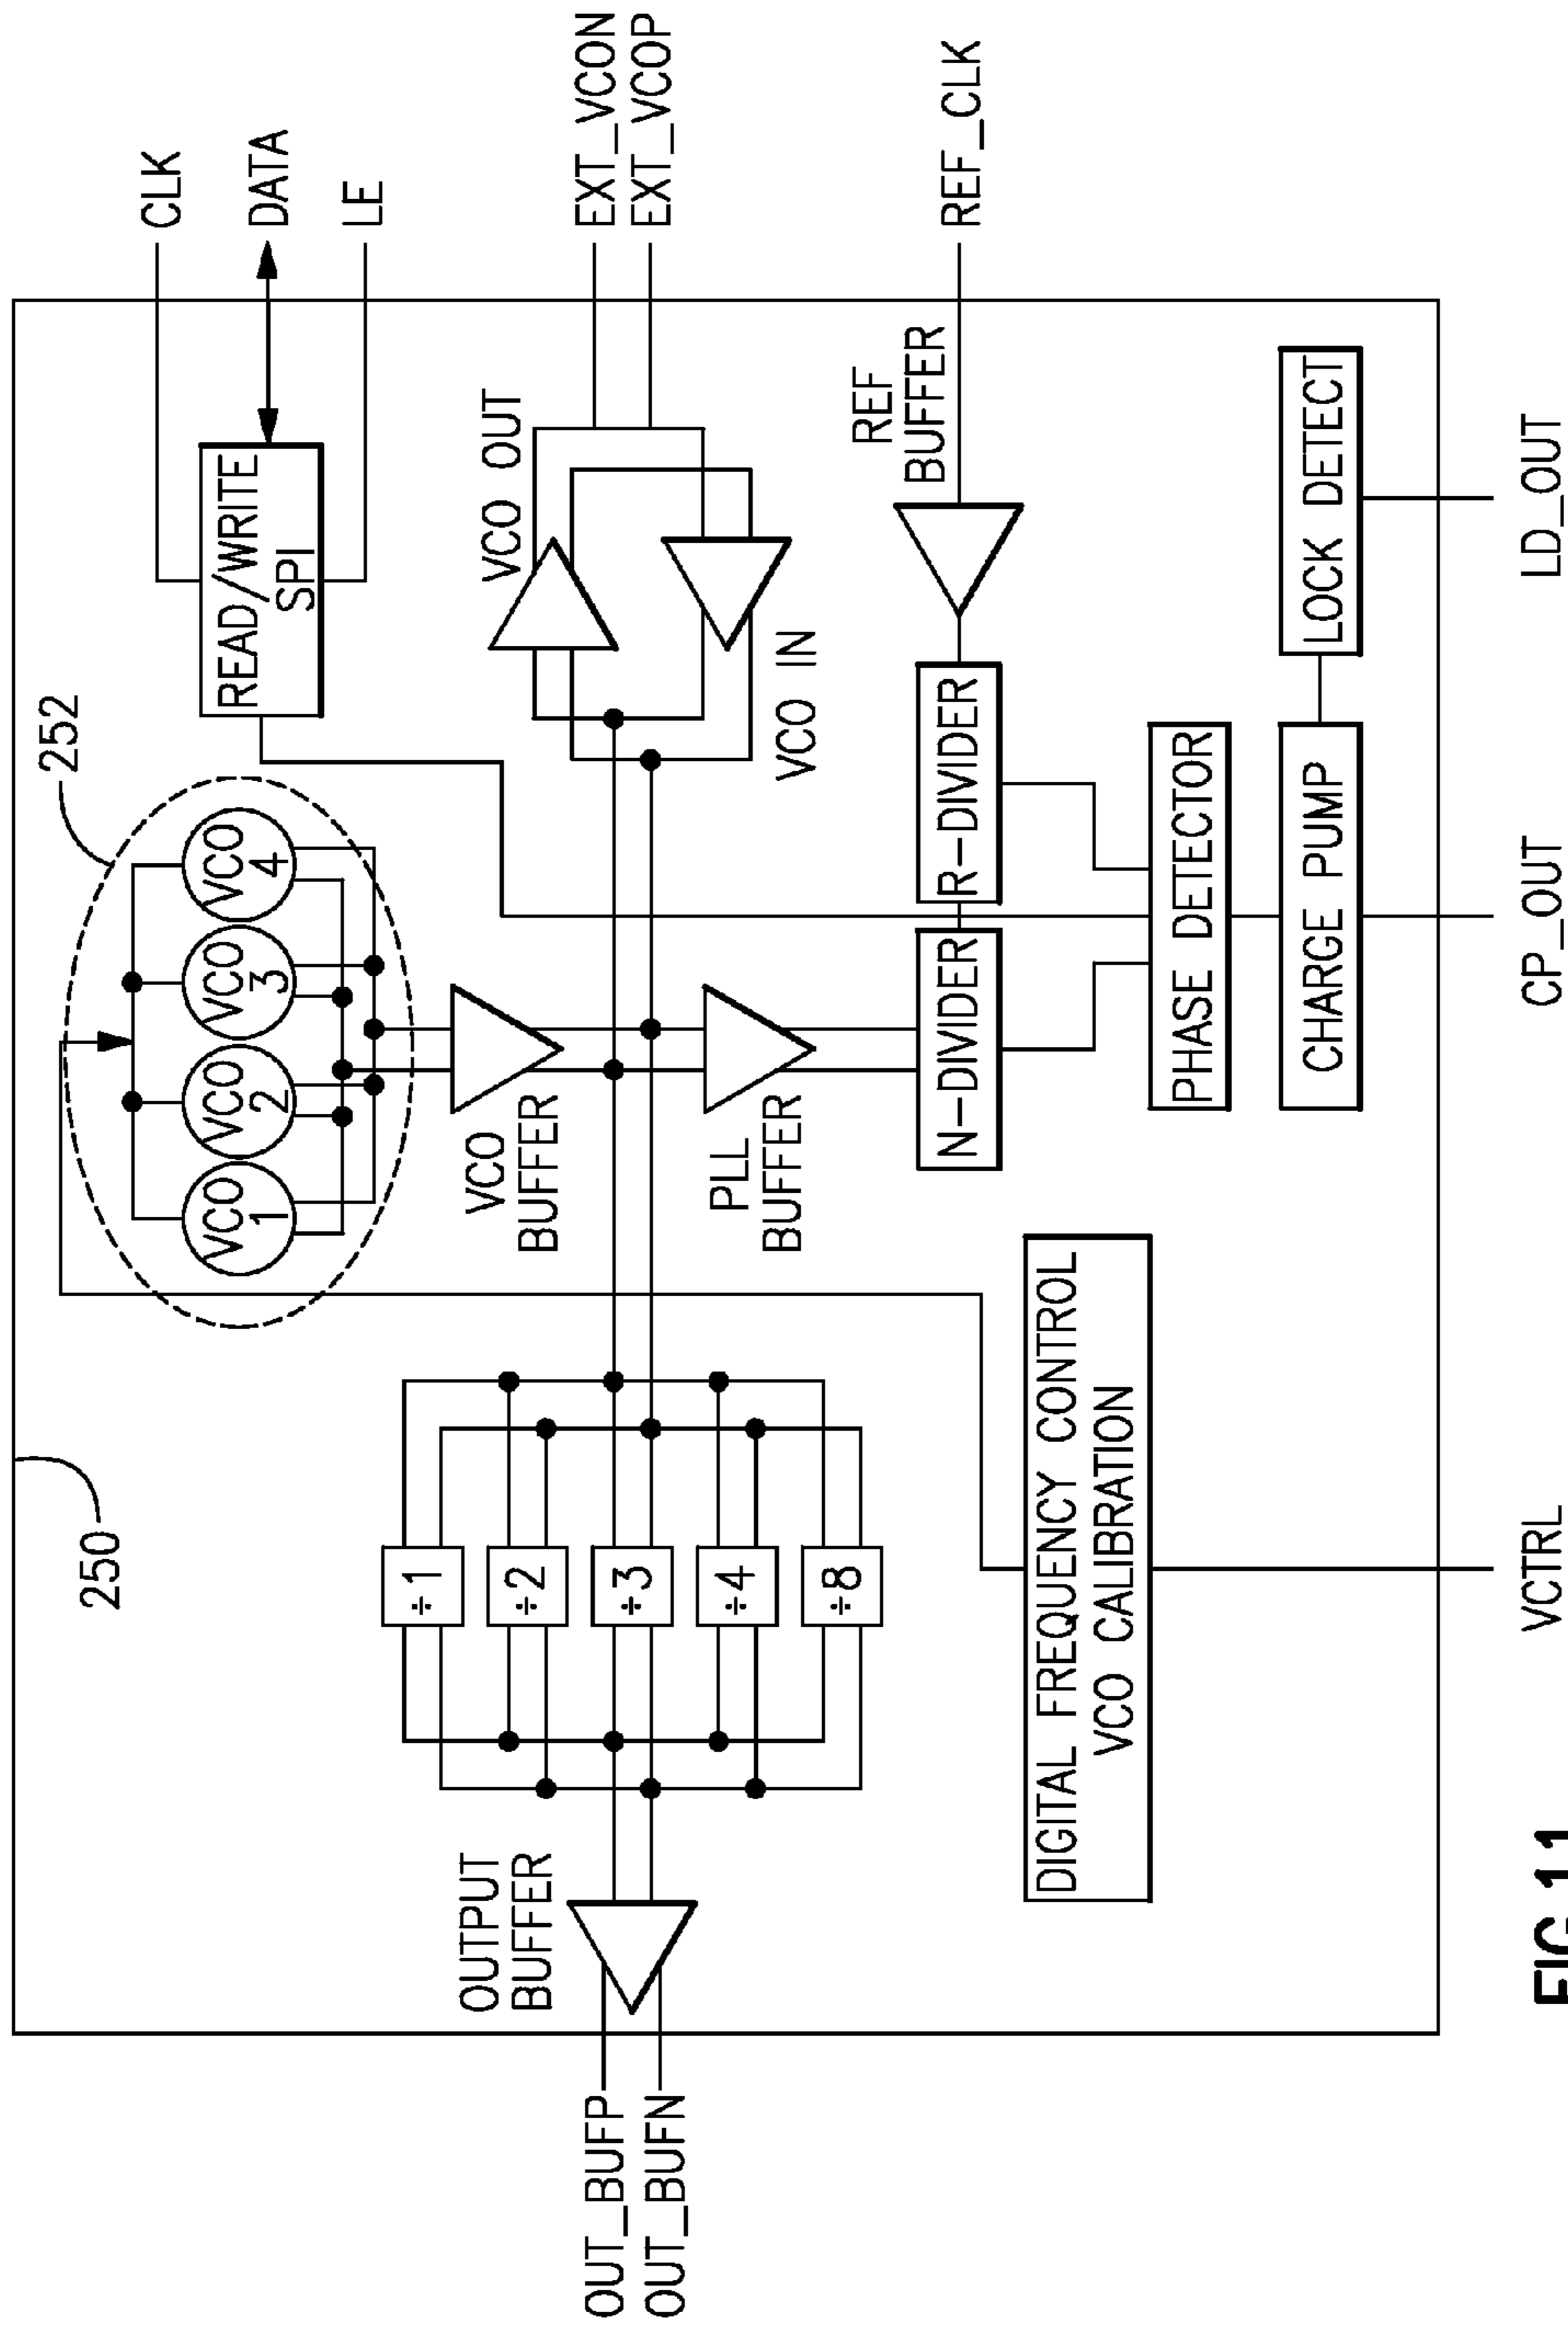 250
252
VCO
1
VCO
2
VCO
3
VCO
4
READ/WRITE
SPI
CLK
DATA
LE
VCO
BUFFER
VCO OUT
EXT_VCON
EXT_VCOP
VCO IN
OUTPUT
BUFFER
OUT_BUFP
OUT_BUFN
÷1
÷2
÷3
÷4
÷8
PLL
BUFFER
REF
BUFFER
REF_CLK
N-DIVIDER
R-DIVIDER
DIGITAL FREQUENCY CONTROL
VCO CALIBRATION
PHASE DETECTOR
CHARGE PUMP
LOCK DETECT
VCTRL
CP_OUT
LD_OUT
FIG.11